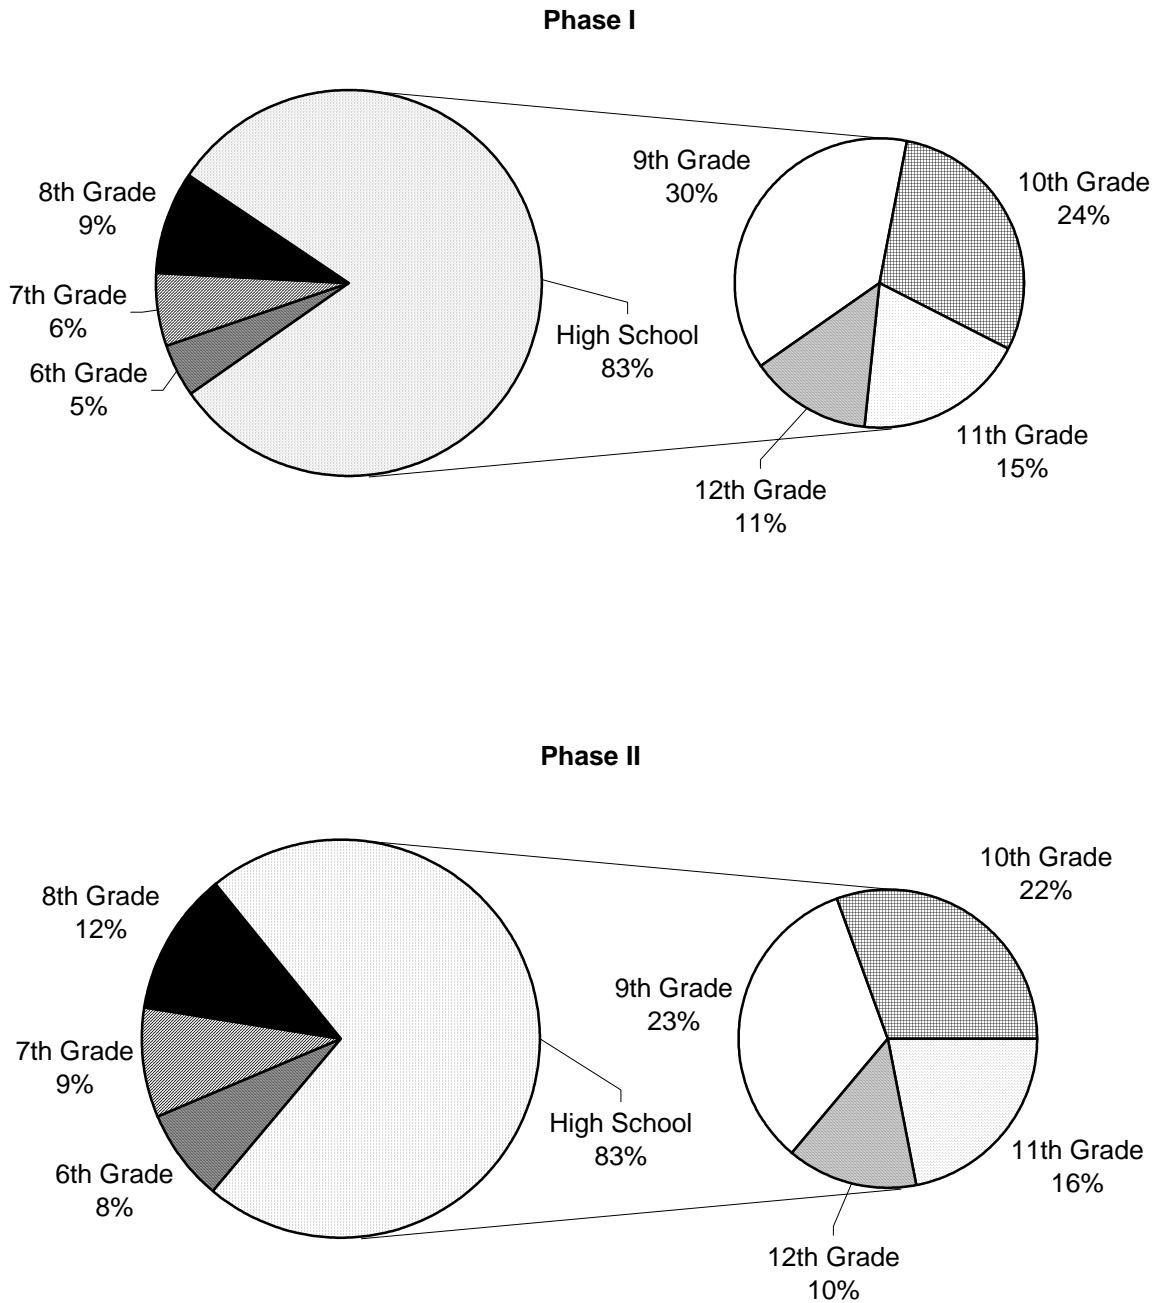 Phase I
8th Grade
9%
7th Grade
6%
6th Grade
5%
High School
83%
9th Grade
30%
10th Grade
24%
11th Grade
15%
12th Grade
11%
Phase II
8th Grade
12%
7th Grade
9%
6th Grade
8%
High School
83%
9th Grade
23%
10th Grade
22%
11th Grade
16%
12th Grade
10%